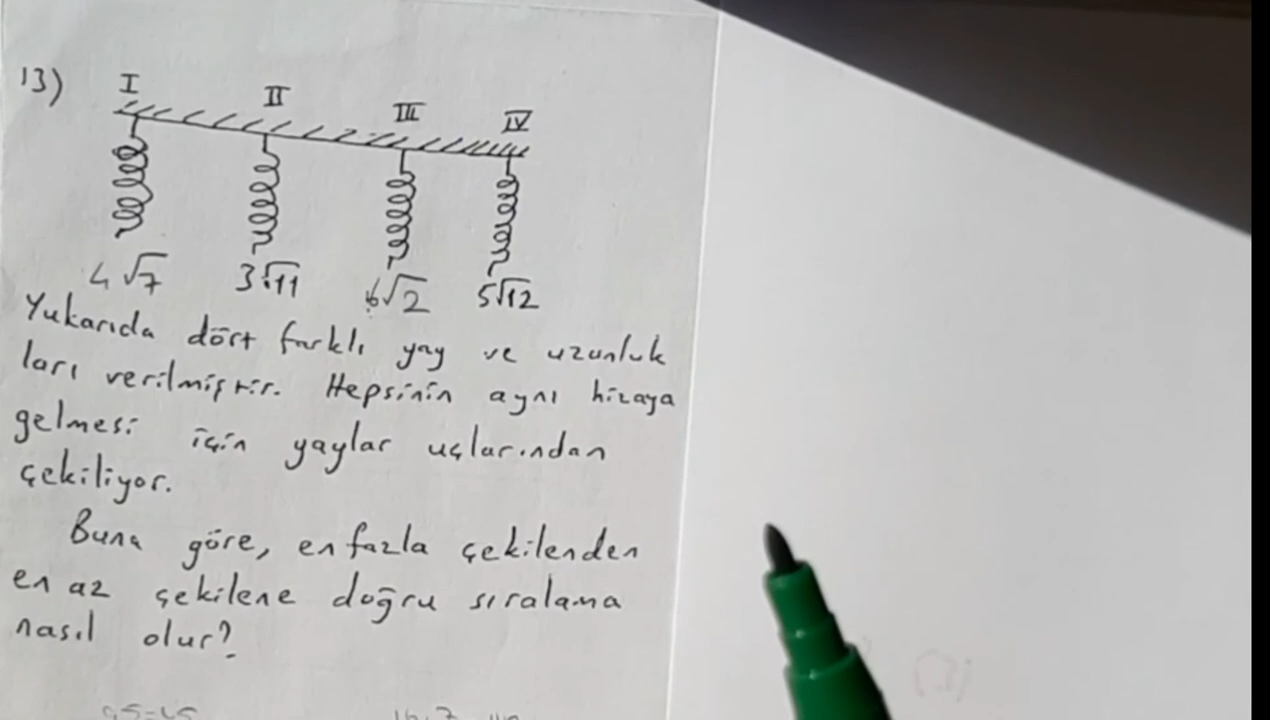 13)
I II III IV
4√7 3√11 6√2 5√12
Yukarıda dört farklı yay ve uzunluk
ları verilmiştir. Hepsinin aynı hizaya
gelmesi için yaylar uçlarından
çekiliyor.
Buna göre, en fazla çekilenden
en az çekilene doğru sıralama
nasıl olur?